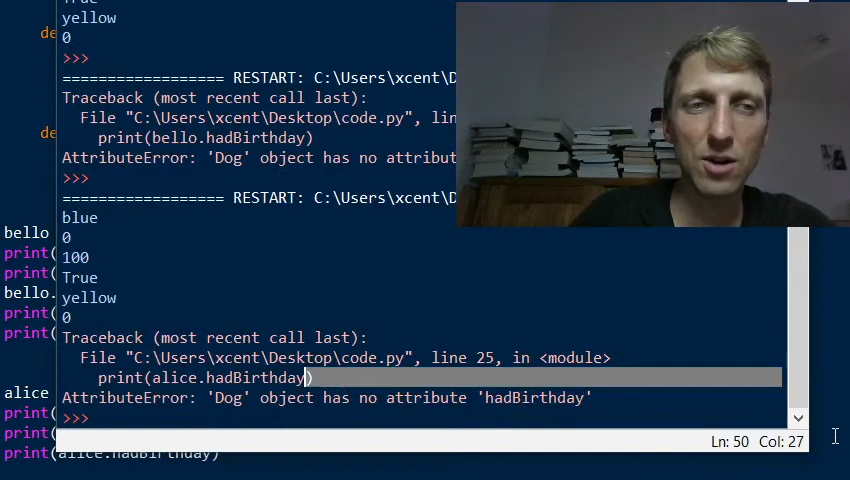 True
yellow
de
0
>>>
================== RESTART: C:\Users\xcent\D
Traceback (most recent call last):
File "C:\Users\xcent\Desktop\code.py", lin
de
print(bello.hadBirthday)
AttributeError: 'Dog' object has no attribut
>>>
================== RESTART: C:\Users\xcent\D
blue
bello
0
print(
100
print(
True
bello.
yellow
print(
0
print(
Traceback (most recent call last):
File "C:\Users\xcent\Desktop\code.py", line 25, in <module>
print(alice.hadBirthday)
alice
AttributeError: 'Dog' object has no attribute 'hadBirthday'
print(
>>>
print(
Ln: 50 Col: 27
print(alice.hadBirthday)